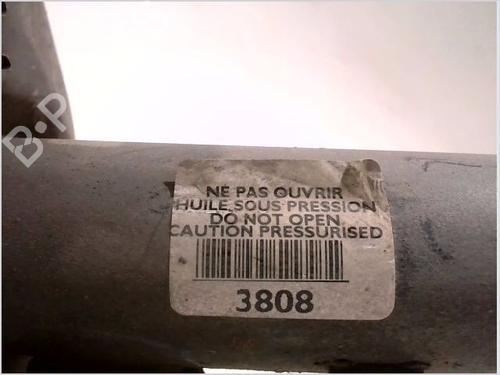 B-P
NE PAS OUVRIR
HUILE SOUS PRESSION
DO NOT OPEN
CAUTION PRESSURISED
3808